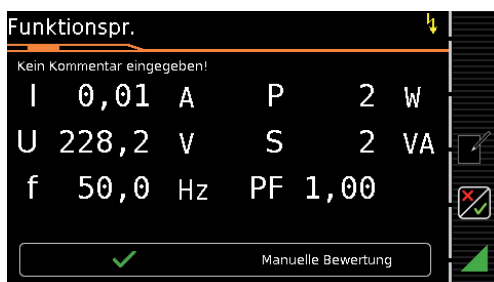 Funktionspr.
Kein Kommentar eingegeben!
I 0,01 A P 2 W
U 228,2 V S 2 VA
f 50,0 Hz PF 1,00
Manuelle Bewertung